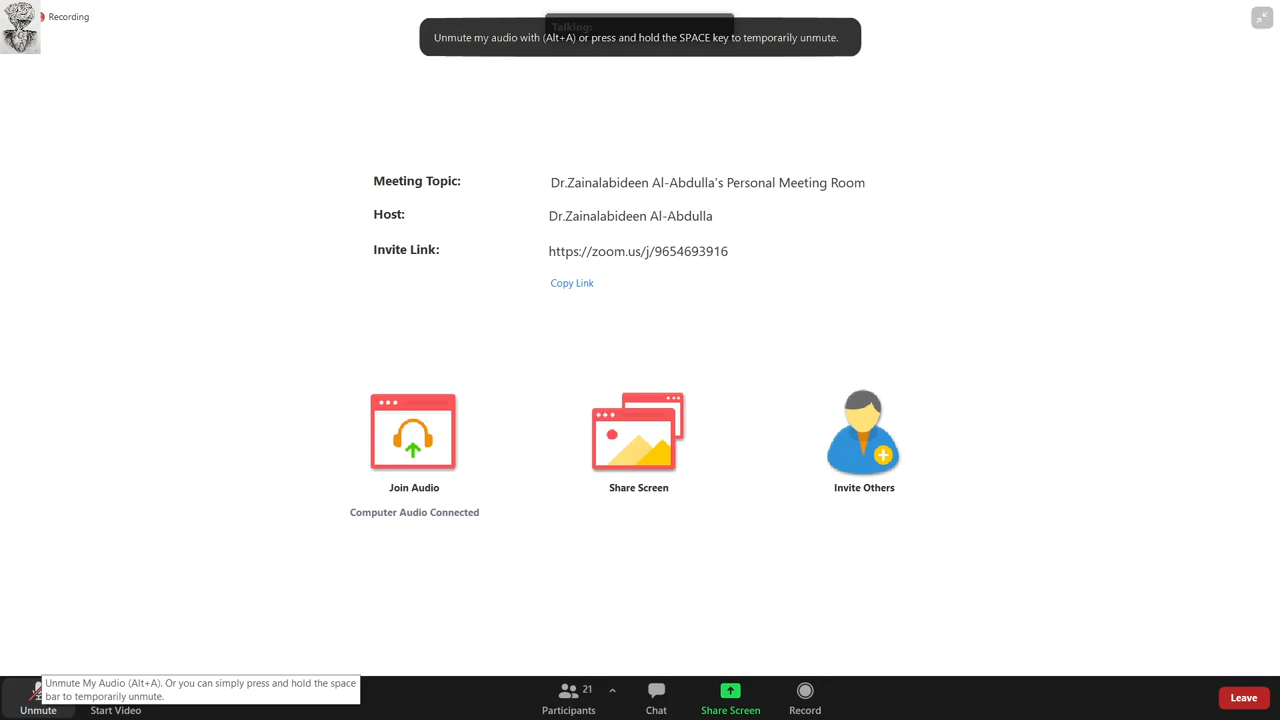 Recording
Talking:
Unmute my audio with (Alt+A) or press and hold the SPACE key to temporarily unmute.
Meeting Topic: Dr.Zainalabideen Al-Abdulla's Personal Meeting Room
Host: Dr.Zainalabideen Al-Abdulla
Invite Link: https://zoom.us/j/9654693916
Copy Link
Join Audio Share Screen Invite Others
Computer Audio Connected
Unmute My Audio (Alt+A). Or you can simply press and hold the space
bar to temporarily unmute.
21
Unmute Start Video Participants Chat Share Screen Record Leave